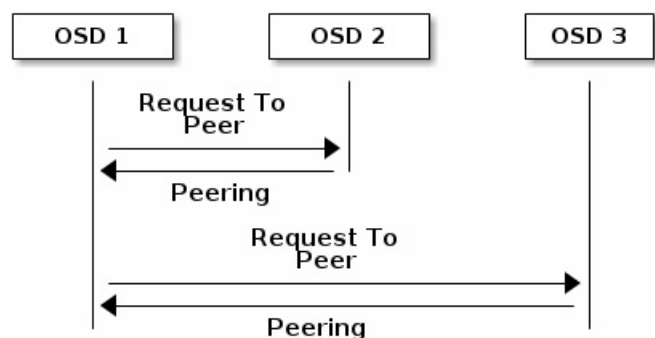 OSD 1
OSD 2
OSD 3
Request To
Peer
Peering
Request To
Peer
Peering